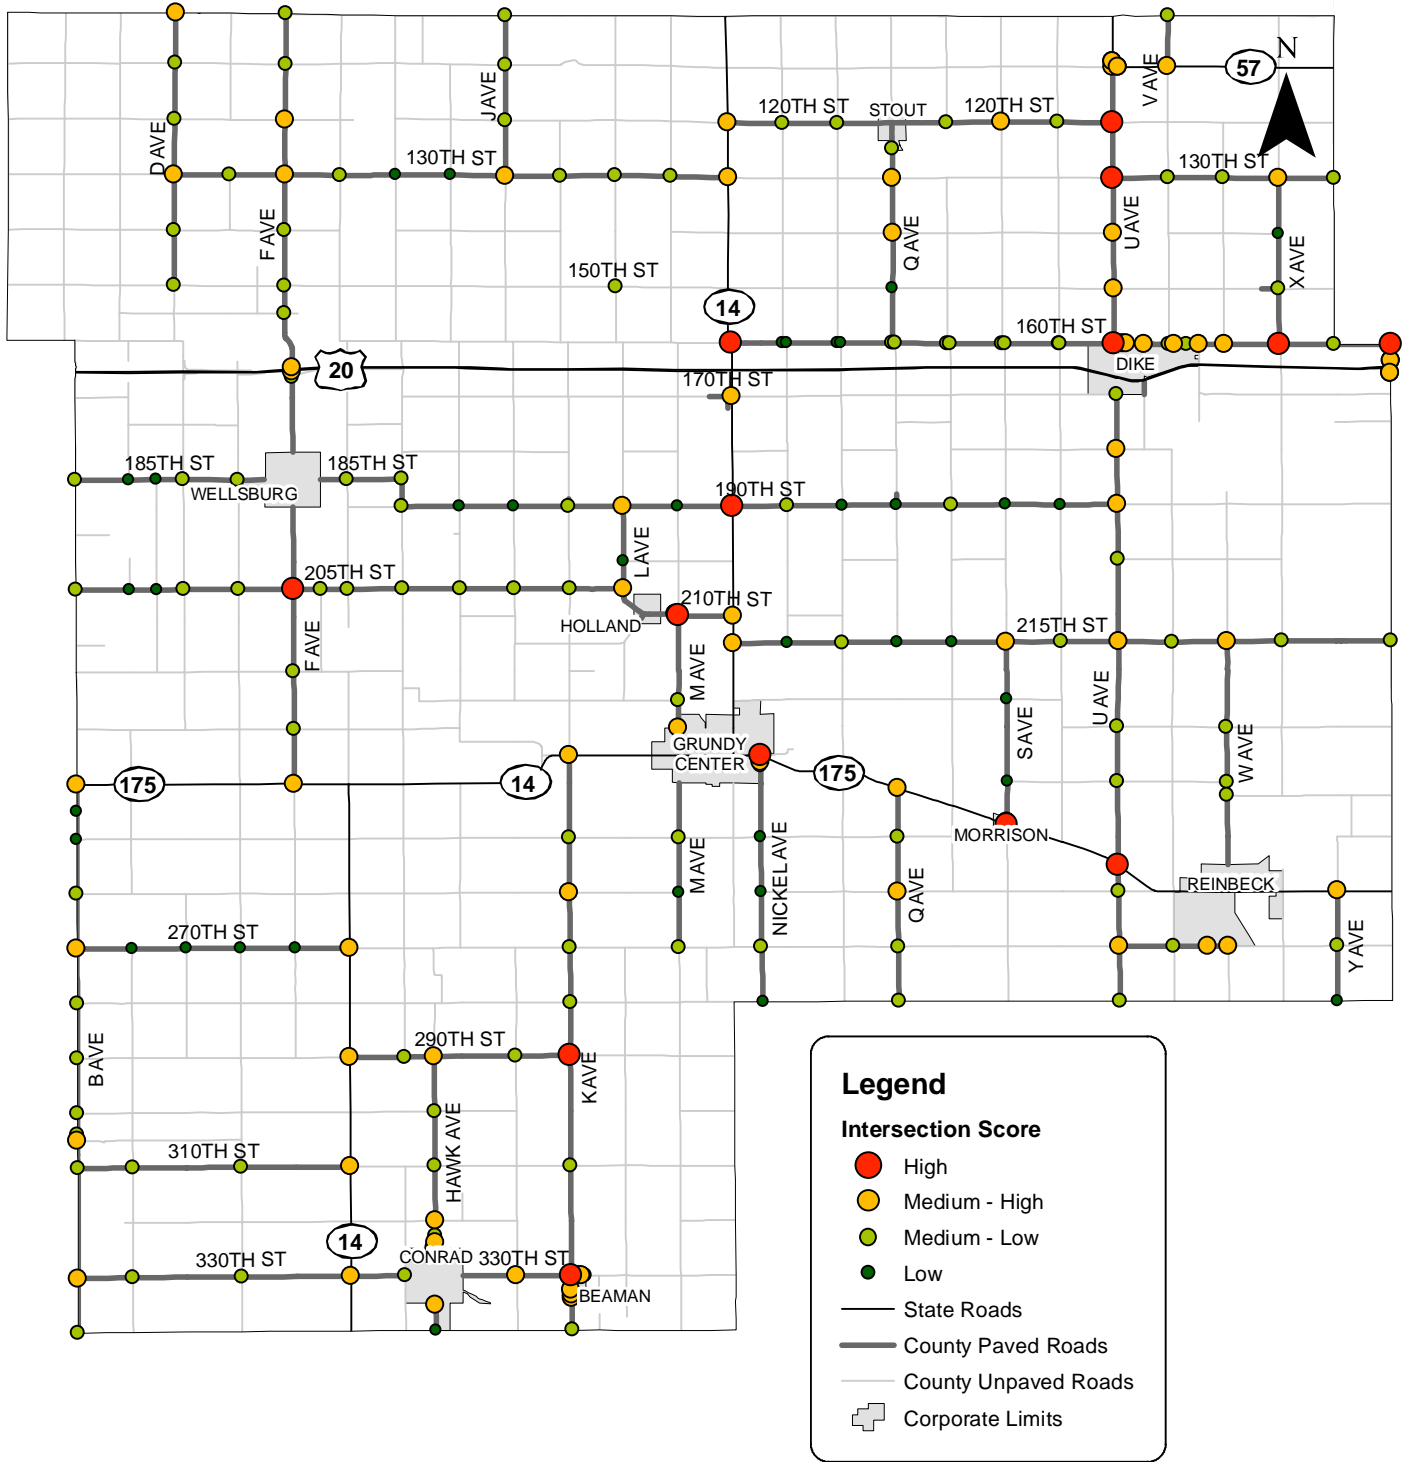 N
57
V AVE
120TH ST
STOUT
120TH ST
J AVE
D AVE
130TH ST
130TH ST
F AVE
Q AVE
U AVE
X AVE
150TH ST
14
160TH ST
20
DIKE
170TH ST
185TH ST
185TH ST
WELLSBURG
190TH ST
L AVE
205TH ST
210TH ST
HOLLAND
215TH ST
F AVE
M AVE
U AVE
S AVE
W AVE
GRUNDY
CENTER
175
14
175
MORRISON
M AVE
NICKEL AVE
Q AVE
REINBECK
270TH ST
Y AVE
290TH ST
B AVE
K AVE
HAWK AVE
310TH ST
14
330TH ST
CONRAD
330TH ST
BEAMAN
Legend
Intersection Score
High
Medium - High
Medium - Low
Low
State Roads
County Paved Roads
County Unpaved Roads
Corporate Limits